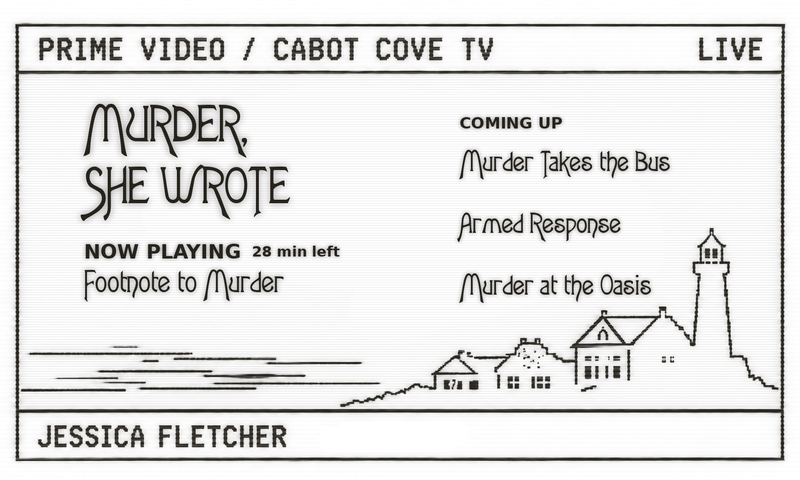 PRIME VIDEO / CABOT COVE TV
LIVE
MURDER,
SHE WROTE
NOW PLAYING 28 min left
Footnote to Murder
COMING UP
Murder Takes the Bus
Armed Response
Murder at the Oasis
JESSICA FLETCHER